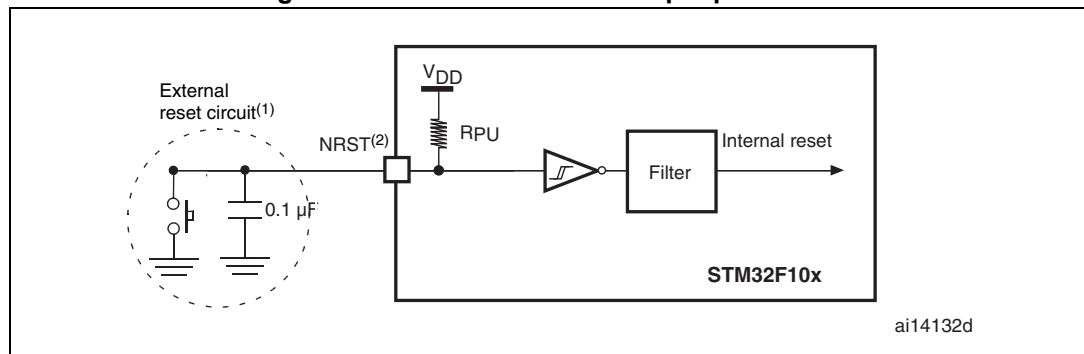 External
reset circuit(1)
VDD
NRST(2)
RPU
Filter
Internal reset
0.1 µF
STM32F10x
ai14132d